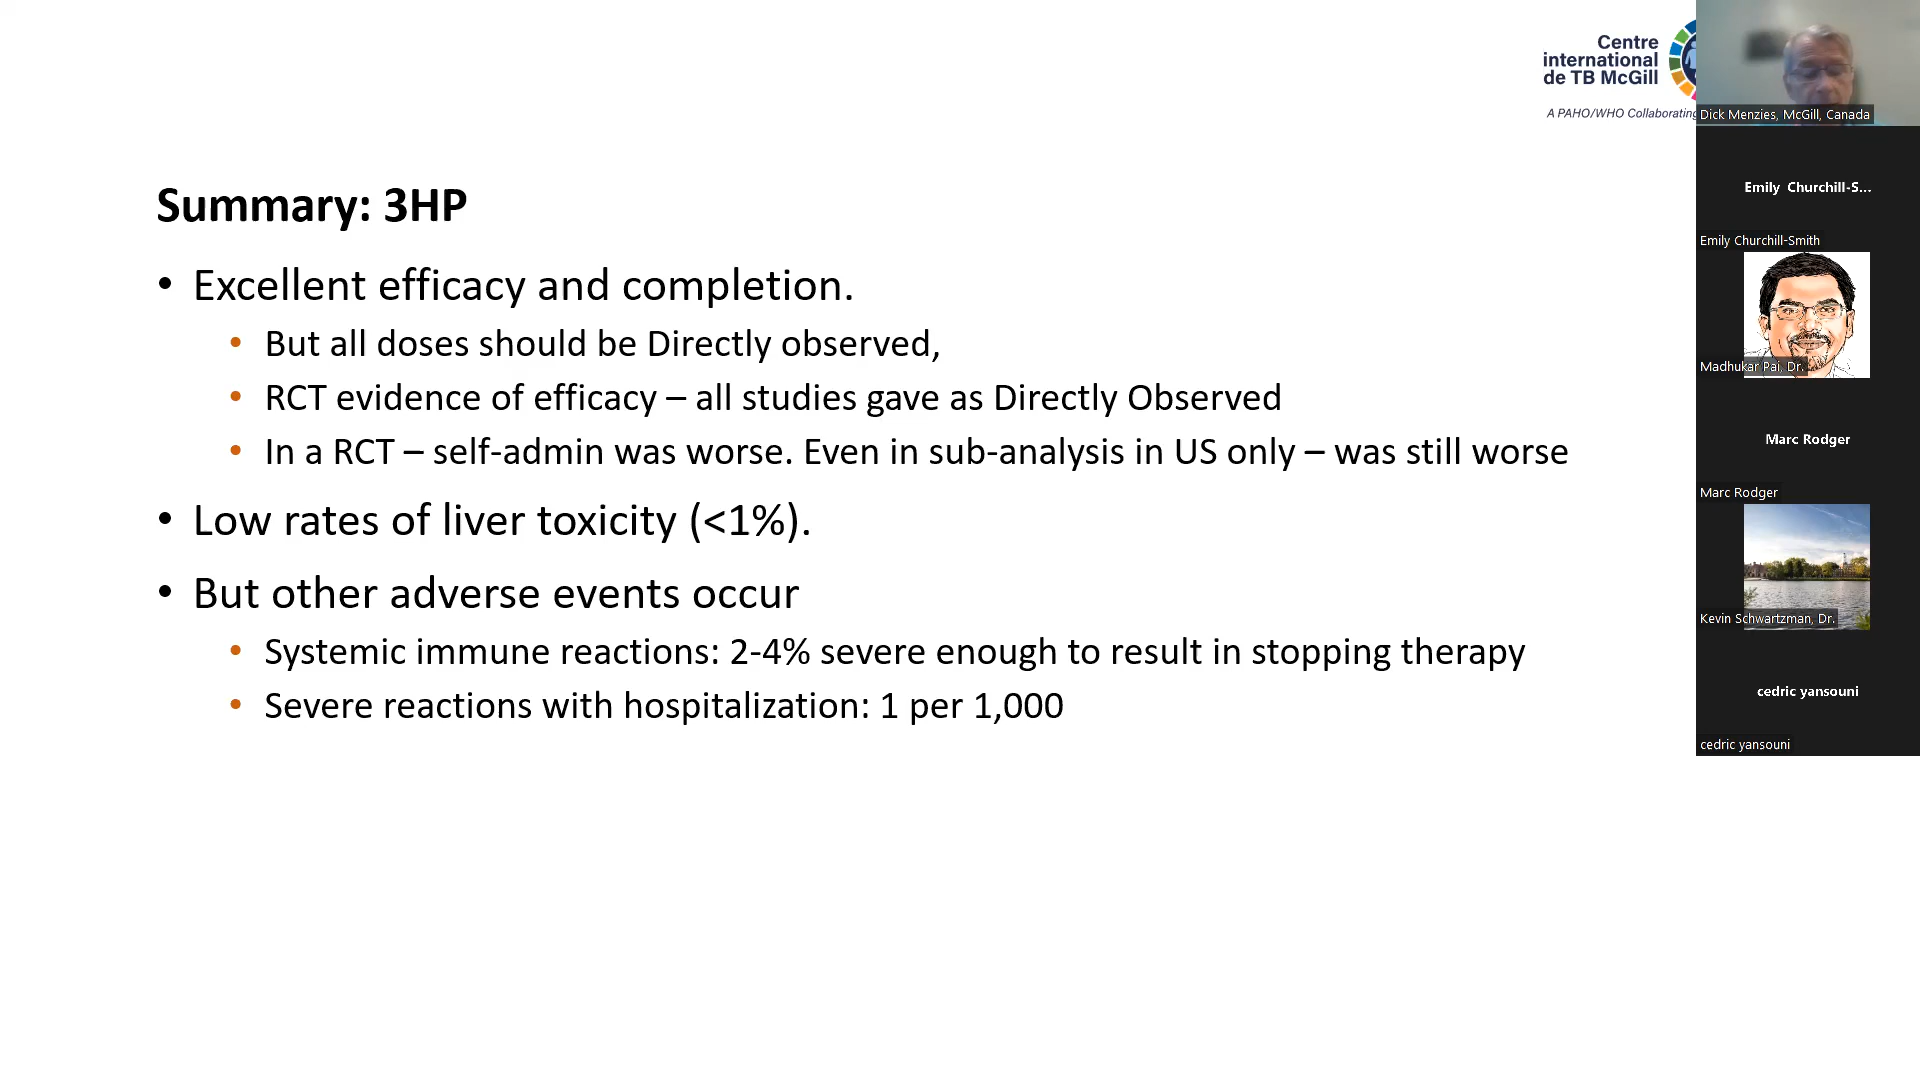 Centre
international
de TB McGill
A PAHO/WHO Collaborating
Summary: 3HP
• Excellent efficacy and completion.
• But all doses should be Directly observed,
• RCT evidence of efficacy – all studies gave as Directly Observed
• In a RCT – self-admin was worse. Even in sub-analysis in US only – was still worse
• Low rates of liver toxicity (<1%).
• But other adverse events occur
• Systemic immune reactions: 2-4% severe enough to result in stopping therapy
• Severe reactions with hospitalization: 1 per 1,000
Dick Menzies, McGill, Canada
Emily Churchill-S...
Emily Churchill-Smith
Madhukar Pai, Dr.
Marc Rodger
Marc Rodger
Kevin Schwartzman, Dr.
cedric yansouni
cedric yansouni